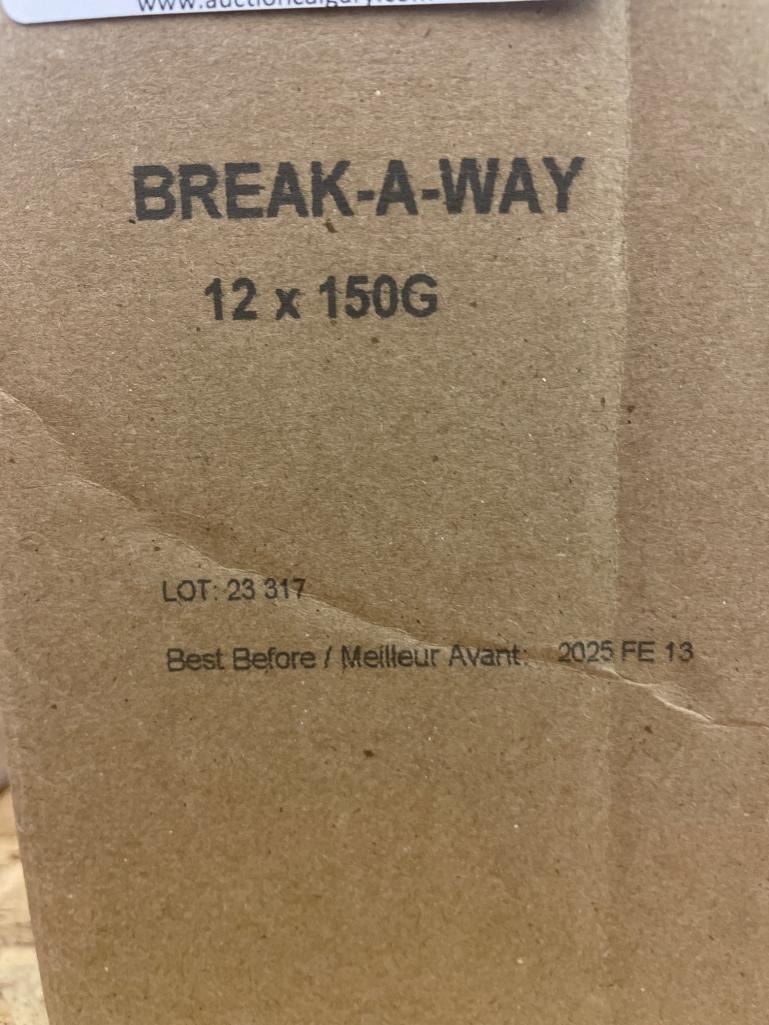 BREAK-A-WAY
12 x 150G
LOT: 23 317
Best Before / Meilleur Avant: 2025 FE 13